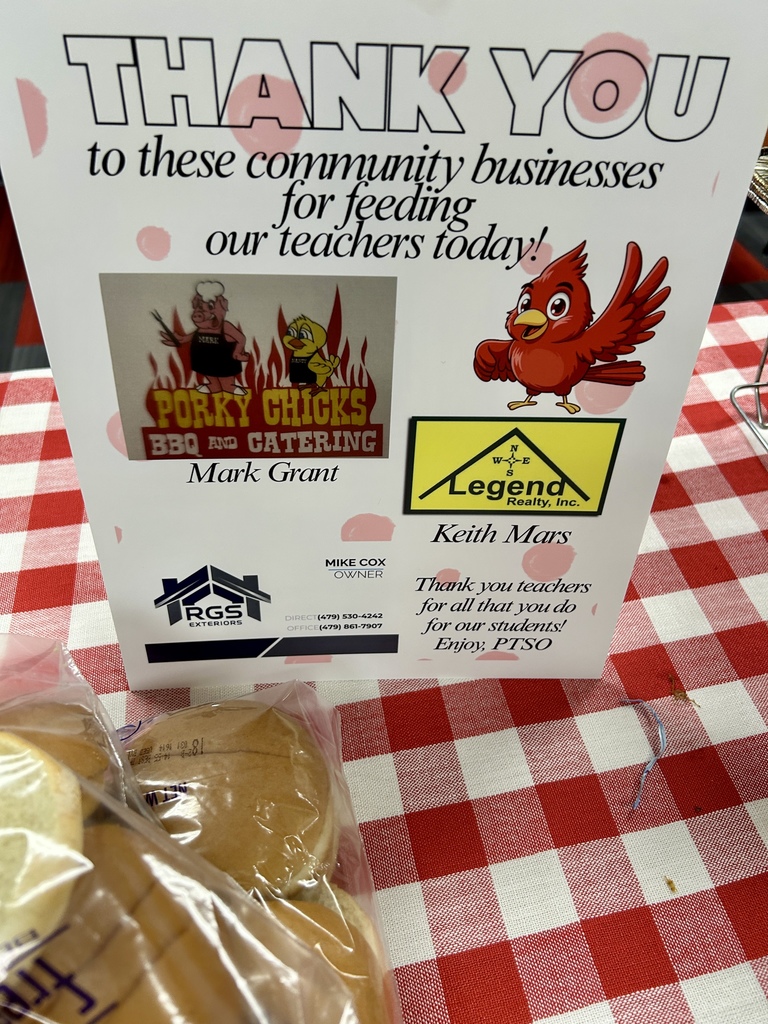 THANK YOU
to these community businesses
for feeding
our teachers today!
PORKY CHICKS
BBQ AND CATERING
Mark Grant
N
W E
S
Legend
Realty, Inc.
Keith Mars
MIKE COX
OWNER
RGS
EXTERIORS
DIRECT (479) 530-4242
OFFICE (479) 861-7907
Thank you teachers
for all that you do
for our students!
Enjoy, PTSO
NET W